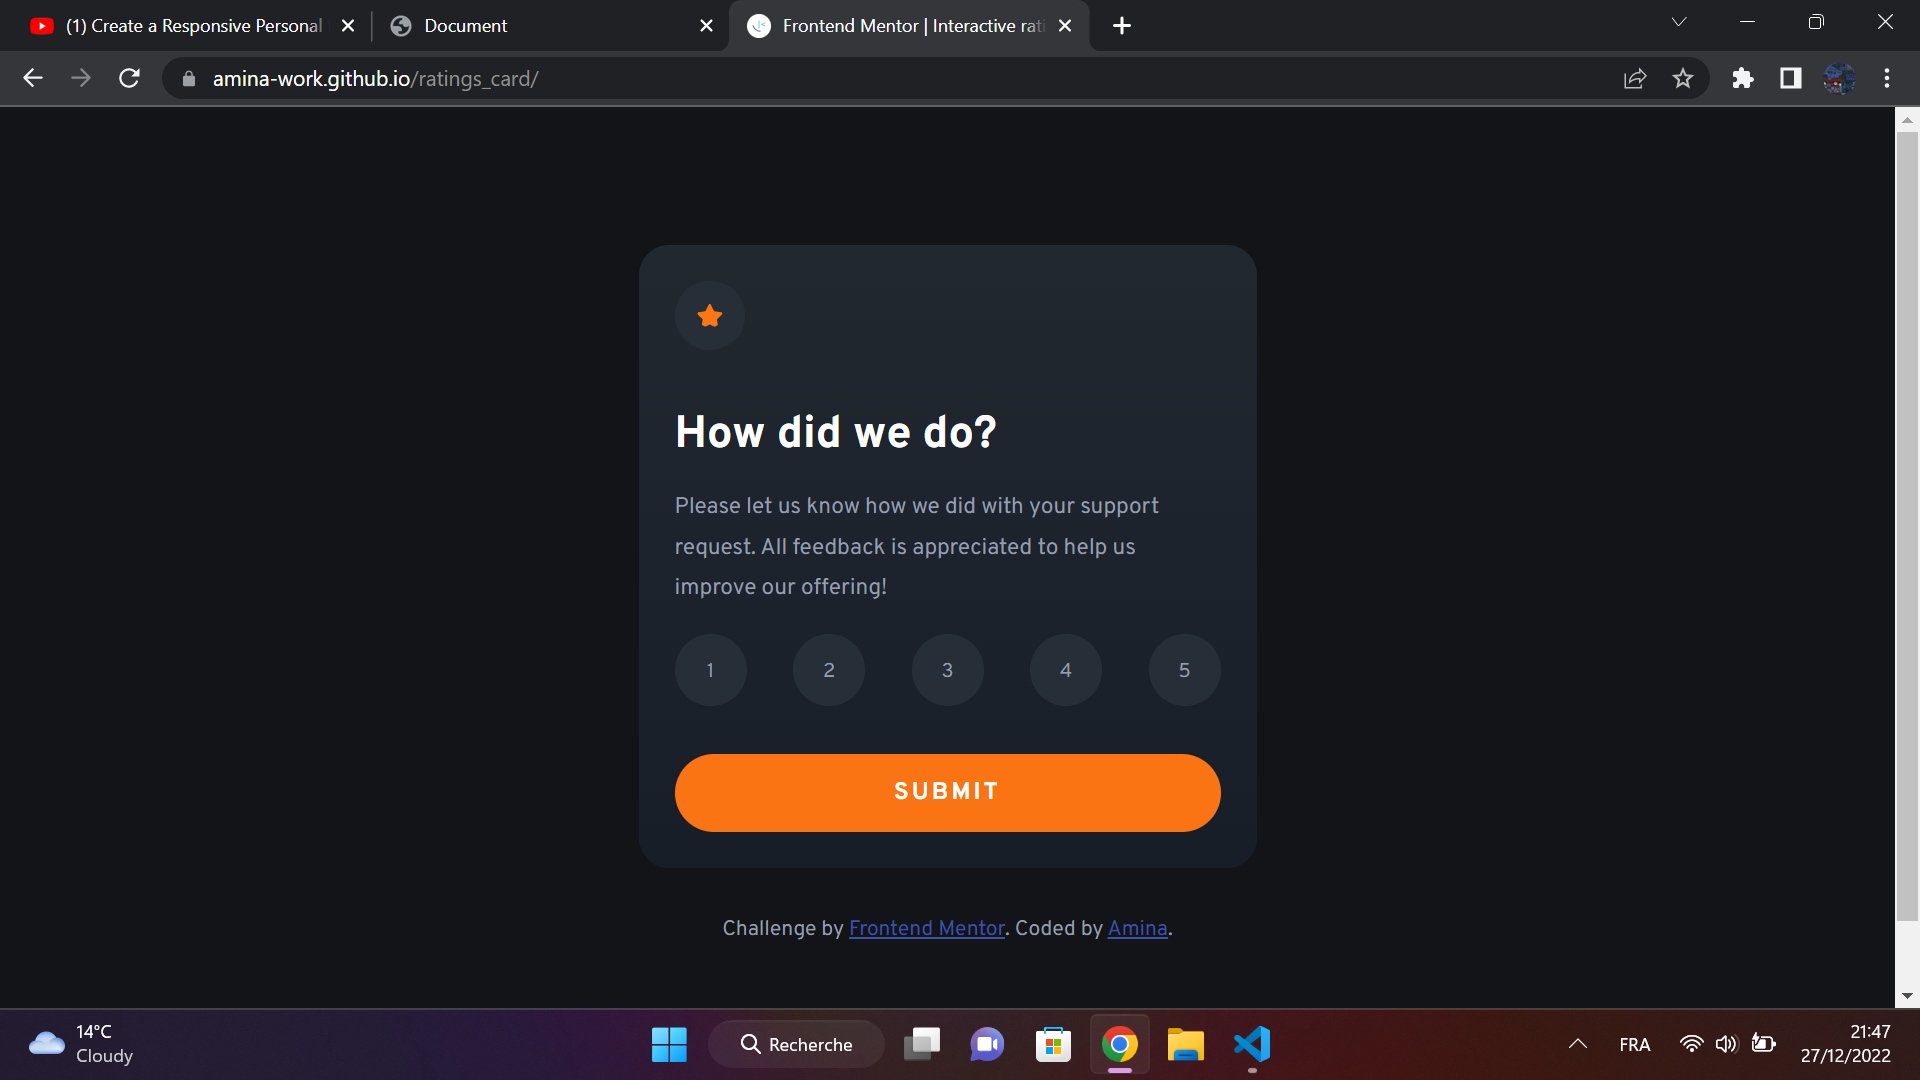 (1) Create a Responsive Personal
Document
Frontend Mentor | Interactive rati
amina-work.github.io/ratings_card/
How did we do?
Please let us know how we did with your support
request. All feedback is appreciated to help us
improve our offering!
1 2 3 4 5
SUBMIT
Challenge by Frontend Mentor. Coded by Amina.
14°C
Cloudy
Recherche
FRA
21:47
27/12/2022